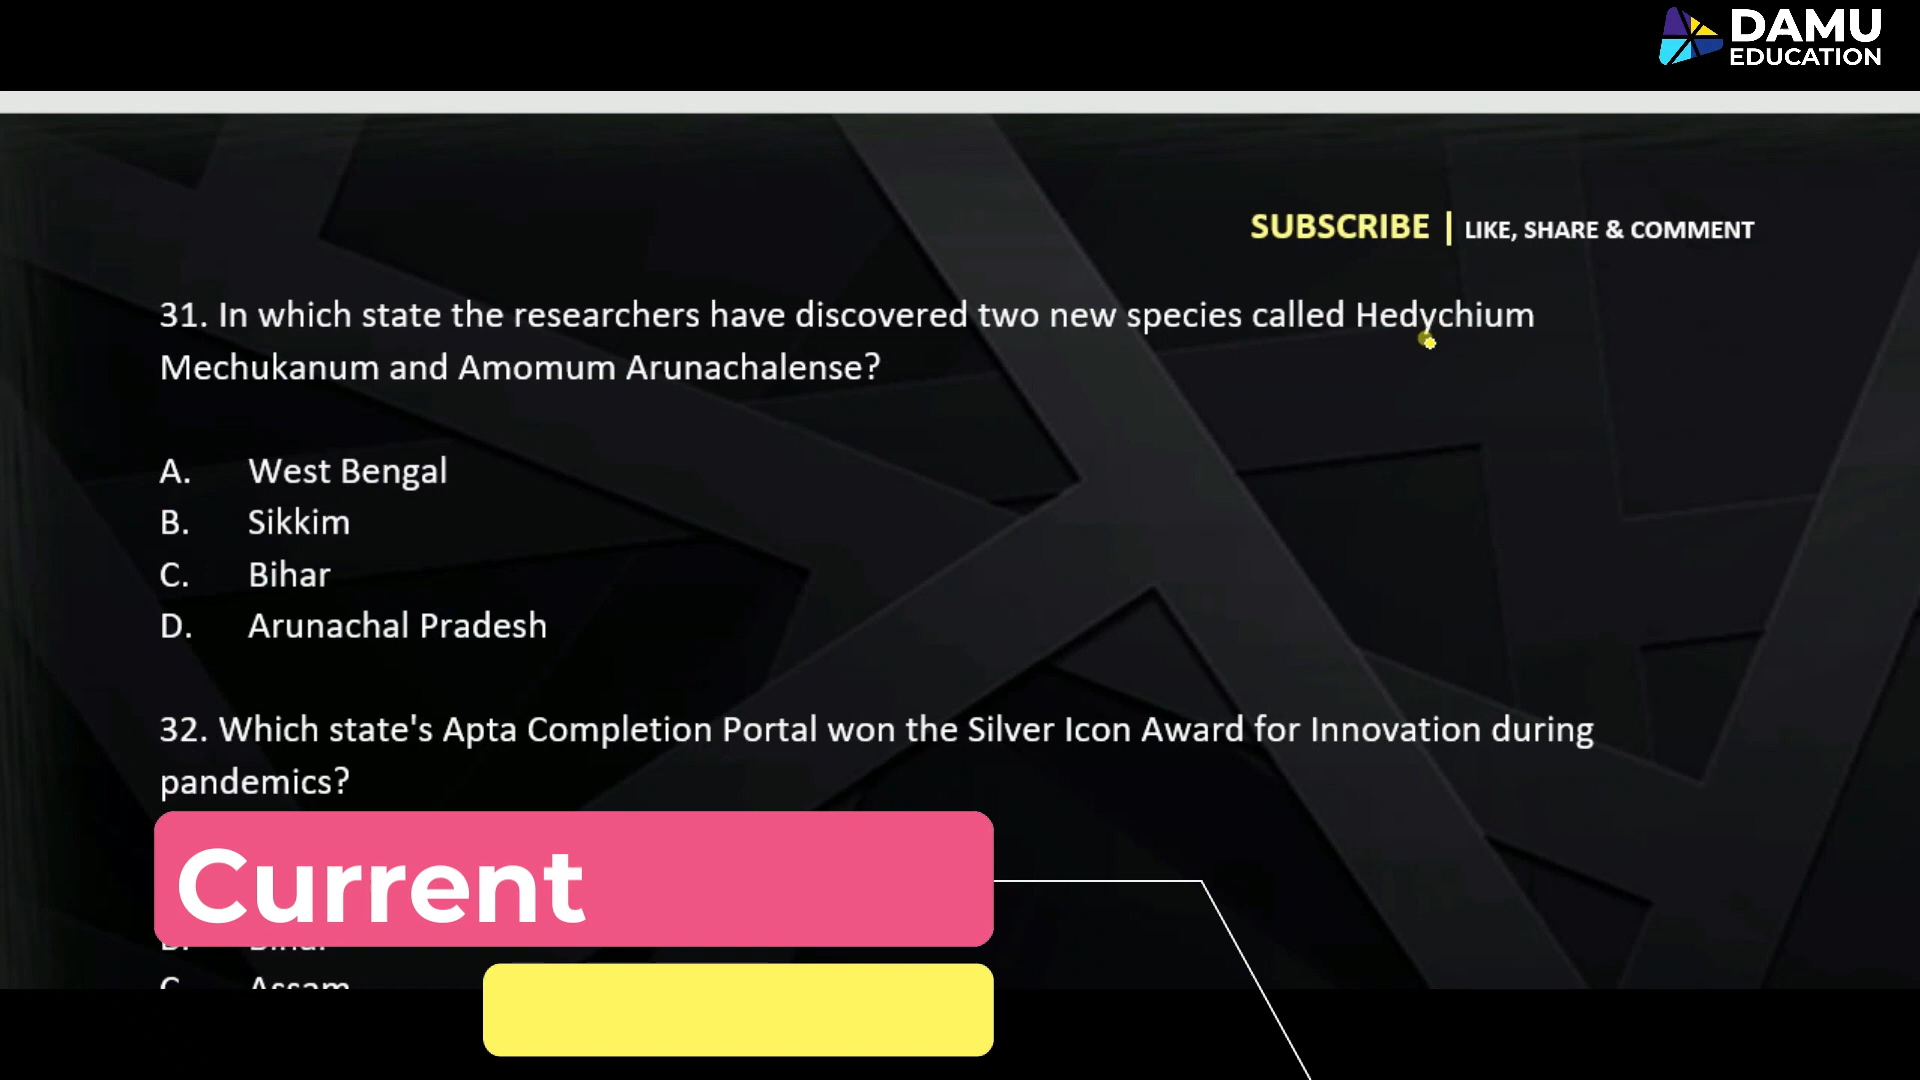 DAMU
EDUCATION
SUBSCRIBE | LIKE, SHARE & COMMENT
31. In which state the researchers have discovered two new species called Hedychium
Mechukanum and Amomum Arunachalense?
A. West Bengal
B. Sikkim
C. Bihar
D. Arunachal Pradesh
32. Which state's Apta Completion Portal won the Silver Icon Award for Innovation during
pandemics?
Current
B. Bihar
C. Assam